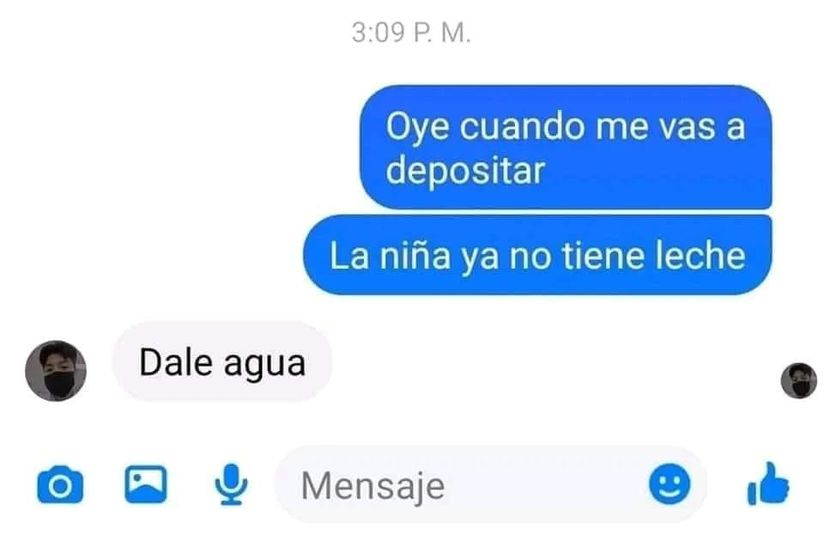 3:09 P. M.
Oye cuando me vas a
depositar
La niña ya no tiene leche
Dale agua
Mensaje